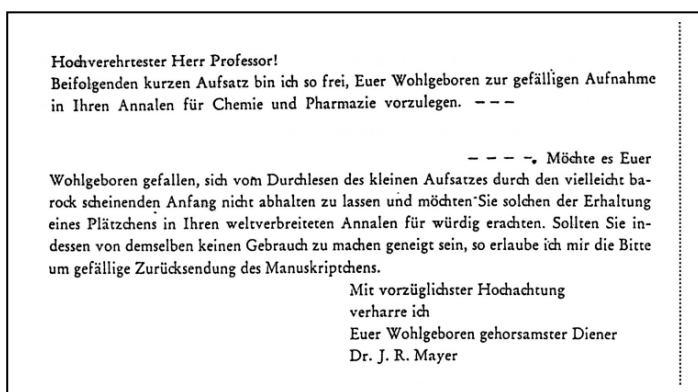 Hochverehrtester Herr Professor!
Beifolgenden kurzen Aufsatz bin ich so frei, Euer Wohlgeboren zur gefälligen Aufnahme
in Ihren Annalen für Chemie und Pharmazie vorzulegen. – – –
– – – –. Möchte es Euer
Wohlgeboren gefallen, sich vom Durchlesen des kleinen Aufsatzes durch den vielleicht ba-
rock scheinenden Anfang nicht abhalten zu lassen und möchten Sie solchen der Erhaltung
eines Plätzchens in Ihren weltverbreiteten Annalen für würdig erachten. Sollten Sie in-
dessen von demselben keinen Gebrauch zu machen geneigt sein, so erlaube ich mir die Bitte
um gefällige Zurücksendung des Manuskriptchens.
Mit vorzüglichster Hochachtung
verharre ich
Euer Wohlgeboren gehorsamster Diener
Dr. J. R. Mayer